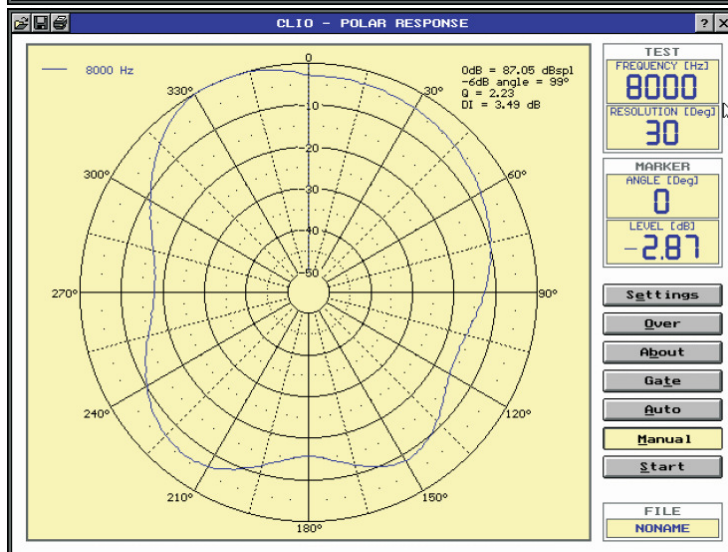 CLIO - POLAR RESPONSE
? X
8000 Hz
0dB = 87.05 dBspl
-6dB angle = 99°
Q = 2.23
DI = 3.49 dB
0
30°
60°
90°
120°
150°
180°
210°
240°
270°
300°
330°
-10
-20
-30
-40
-50
TEST
FREQUENCY [Hz]
8000
RESOLUTION [Deg]
30
MARKER
ANGLE [Deg]
0
LEVEL [dB]
-2.87
Settings
Over
About
Gate
Auto
Manual
Start
FILE
NONAME